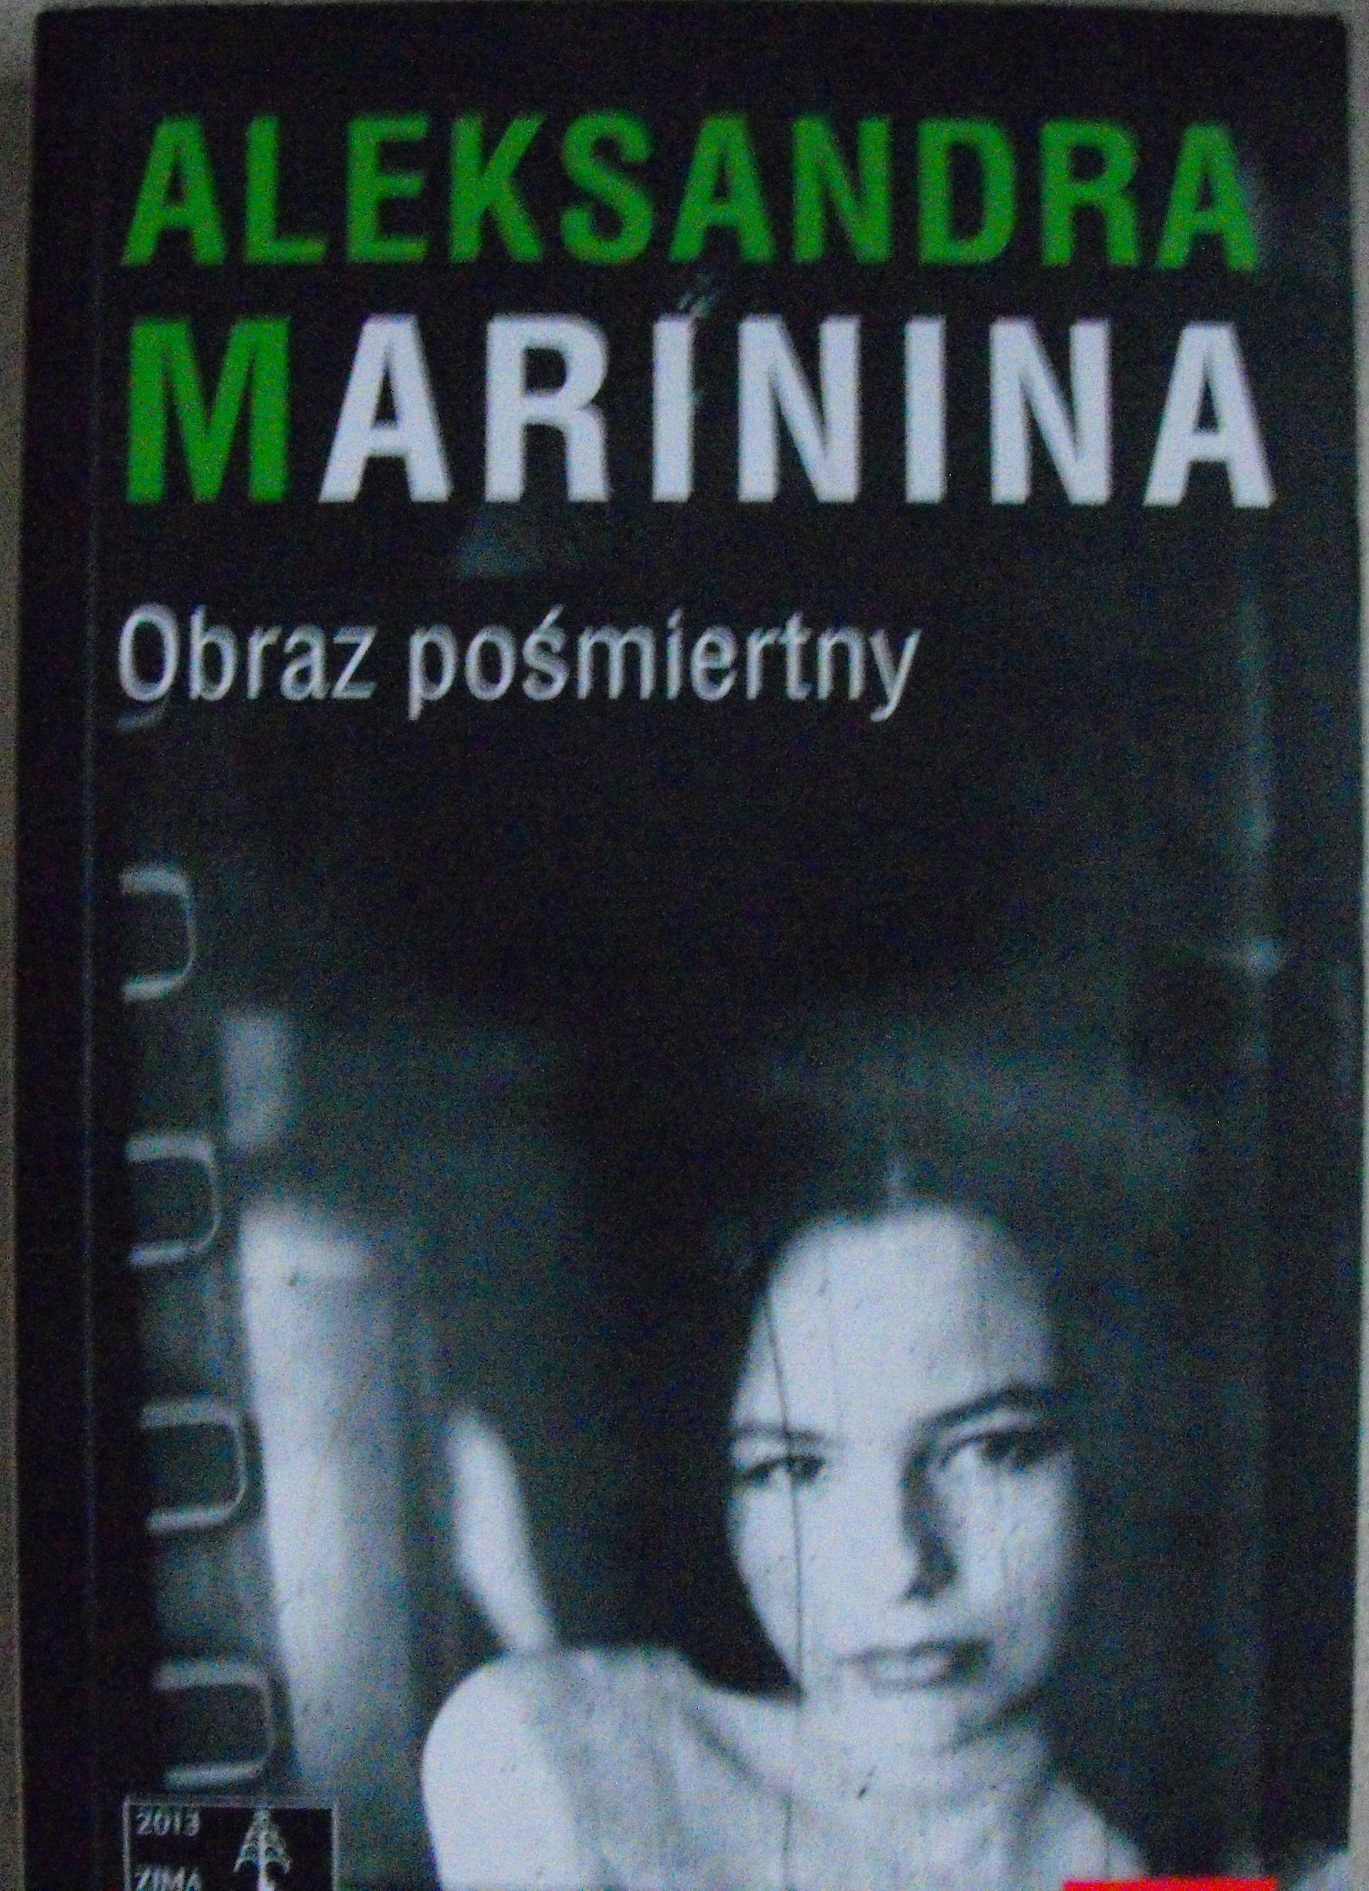 ALEKSANDRA
MARININA
Obraz pośmiertny
2013
ZIMA